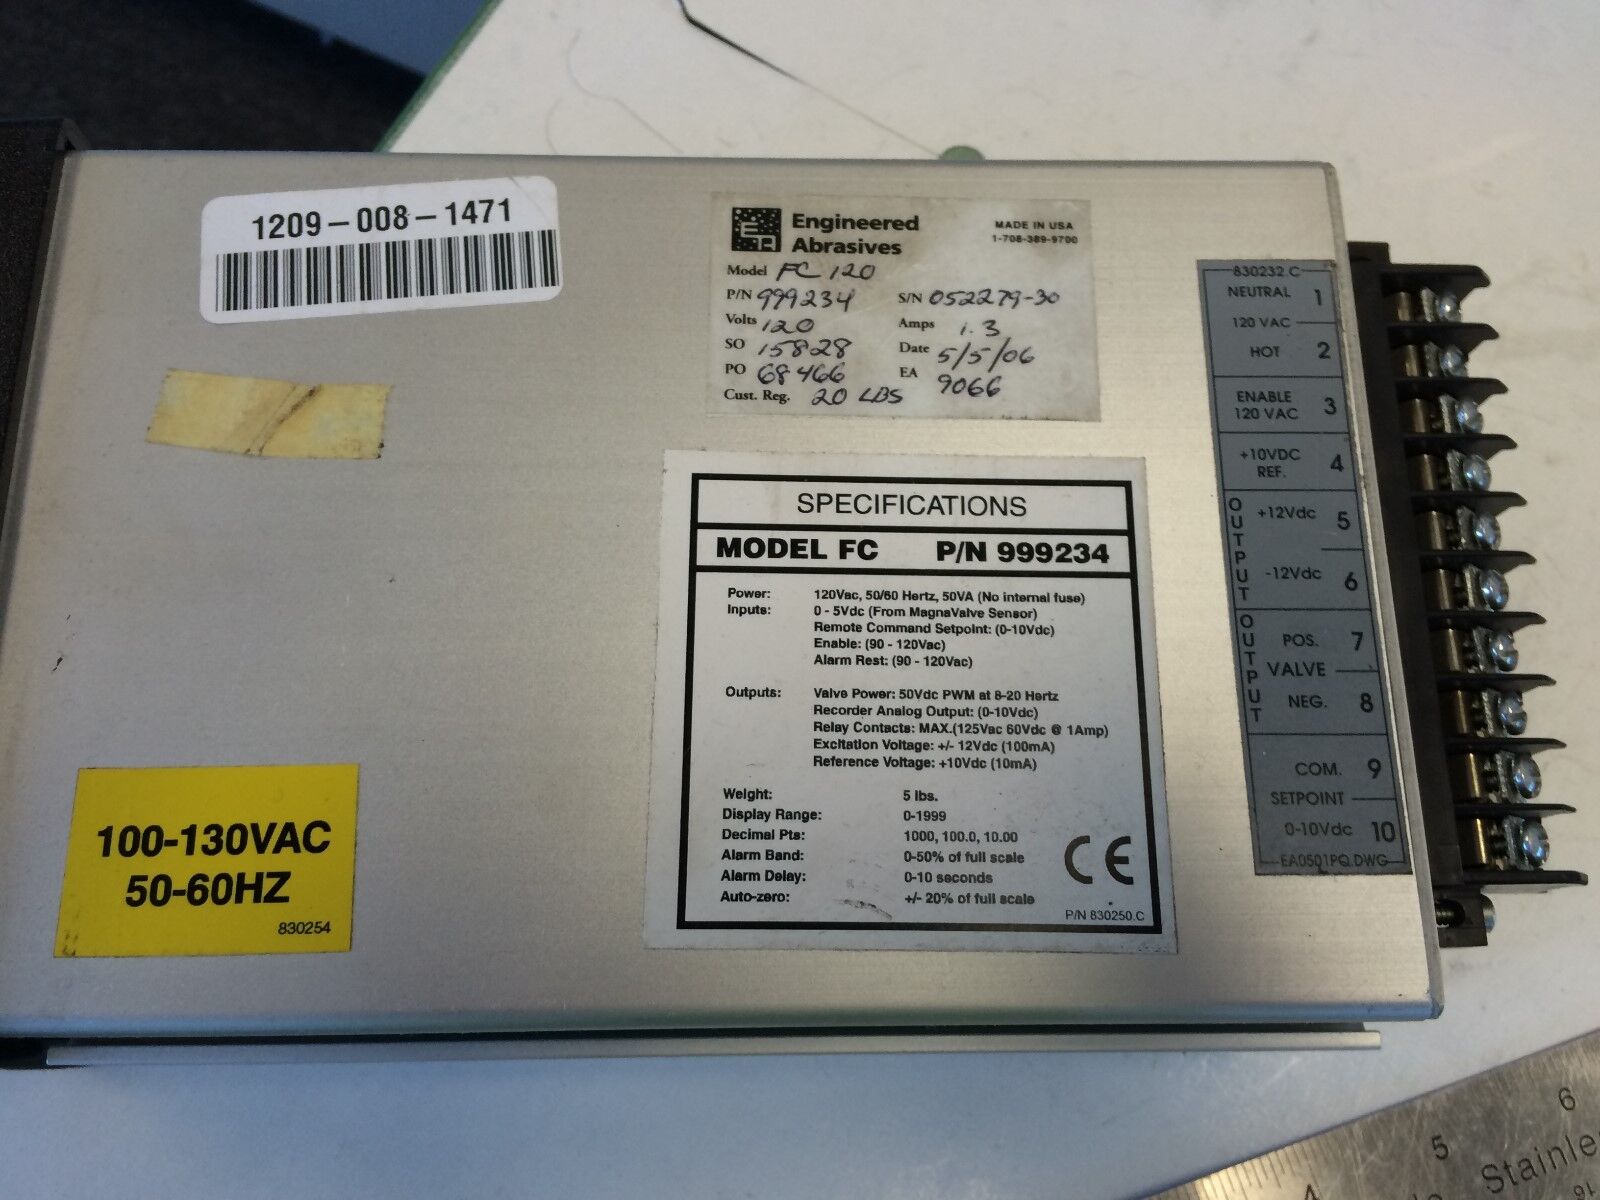 1209-008-1471
Engineered
Abrasives
MADE IN USA
1-708-389-9700
Model FC 120
P/N 999234 S/N 052279-30
Volts 120 Amps 1.3
SO 15828 Date 5/5/06
PO 68466 EA 9066
Cust. Reg. 20 LBS
SPECIFICATIONS
MODEL FC P/N 999234
Power: 120Vac, 50/60 Hertz, 50VA (No internal fuse)
Inputs: 0 - 5Vdc (From MagnaValve Sensor)
Remote Command Setpoint: (0-10Vdc)
Enable: (90 - 120Vac)
Alarm Rest: (90 - 120Vac)
Outputs: Valve Power: 50Vdc PWM at 8-20 Hertz
Recorder Analog Output: (0-10Vdc)
Relay Contacts: MAX.(125Vac 60Vdc @ 1Amp)
Excitation Voltage: +/- 12Vdc (100mA)
Reference Voltage: +10Vdc (10mA)
Weight: 5 lbs.
Display Range: 0-1999
Decimal Pts: 1000, 100.0, 10.00
Alarm Band: 0-50% of full scale
Alarm Delay: 0-10 seconds
Auto-zero: +/- 20% of full scale
CE
P/N 830250.C
100-130VAC
50-60HZ
830254
830232.C
NEUTRAL 1
120 VAC
HOT 2
ENABLE
120 VAC 3
+10VDC
REF. 4
OUTPUT
+12Vdc 5
-12Vdc 6
OUTPUT
POS. 7
VALVE
NEG. 8
COM. 9
SETPOINT
0-10Vdc 10
EA0501PQ.DWG
4 5 6